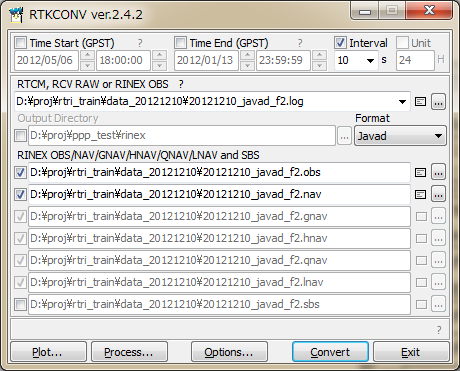 RTKCONV ver.2.4.2
Time Start (GPST) ? Time End (GPST) ? Interval Unit
2012/05/06 18:00:00 2012/01/13 23:59:59 10 s 24 H
RTCM, RCV RAW or RINEX OBS ?
D:¥proj¥rtri_train¥data_20121210¥20121210_javad_f2.log ...
Output Directory Format
D:¥proj¥ppp_test¥rinex ... Javad
RINEX OBS/NAV/GNAV/HNAV/QNAV/LNAV and SBS
D:¥proj¥rtri_train¥data_20121210¥20121210_javad_f2.obs ...
D:¥proj¥rtri_train¥data_20121210¥20121210_javad_f2.nav ...
D:¥proj¥rtri_train¥data_20121210¥20121210_javad_f2.gnav ...
D:¥proj¥rtri_train¥data_20121210¥20121210_javad_f2.hnav ...
D:¥proj¥rtri_train¥data_20121210¥20121210_javad_f2.qnav ...
D:¥proj¥rtri_train¥data_20121210¥20121210_javad_f2.lnav ...
D:¥proj¥rtri_train¥data_20121210¥20121210_javad_f2.sbs ...
?
Plot... Process... Options... Convert Exit